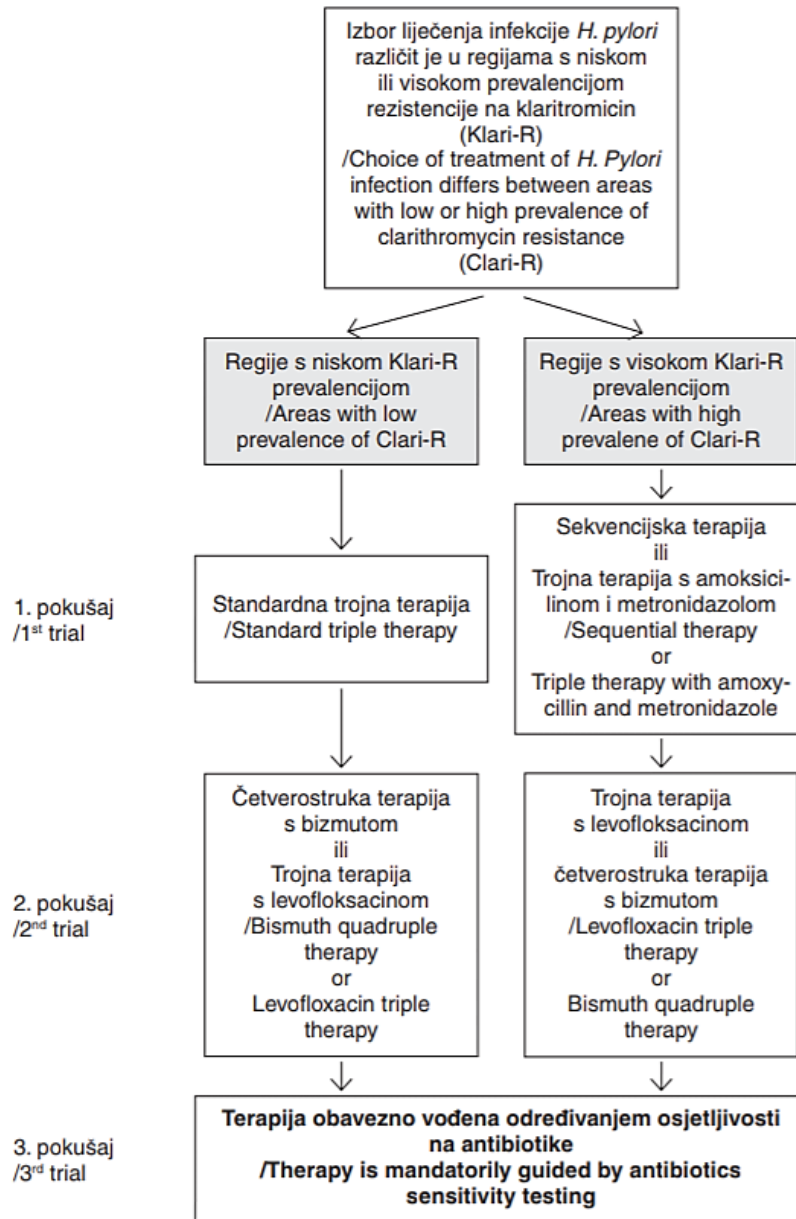 Izbor liječenja infekcije H. pylori
različit je u regijama s niskom
ili visokom prevalencijom
rezistencije na klaritromicin
(Klari-R)
/Choice of treatment of H. Pylori
infection differs between areas
with low or high prevalence of
clarithromycin resistance
(Clari-R)
Regije s niskom Klari-R
prevalencijom
/Areas with low
prevalence of Clari-R
Regije s visokom Klari-R
prevalencijom
/Areas with high
prevalene of Clari-R
1. pokušaj
/1st trial
Standardna trojna terapija
/Standard triple therapy
Sekvencijska terapija
ili
Trojna terapija s amoksici-
linom i metronidazolom
/Sequential therapy
or
Triple therapy with amoxy-
cillin and metronidazole
2. pokušaj
/2nd trial
Četverostruka terapija
s bizmutom
ili
Trojna terapija
s levofloksacinom
/Bismuth quadruple
therapy
or
Levofloxacin triple
therapy
Trojna terapija
s levofloksacinom
ili
četverostruka terapija
s bizmutom
/Levofloxacin triple
therapy
or
Bismuth quadruple
therapy
3. pokušaj
/3rd trial
Terapija obavezno vođena određivanjem osjetljivosti
na antibiotike
/Therapy is mandatorily guided by antibiotics
sensitivity testing